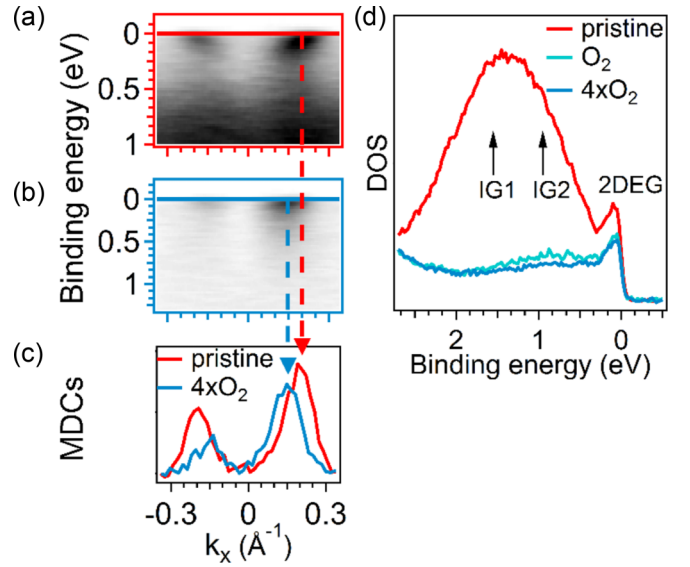 (a)
0
0.5
1
Binding energy (eV)
(b)
0
0.5
1
(c)
MDCs
pristine
4xO₂
-0.3 0 0.3
kₓ (Å⁻¹)
(d)
DOS
pristine
O₂
4xO₂
IG1 IG2 2DEG
2 1 0
Binding energy (eV)